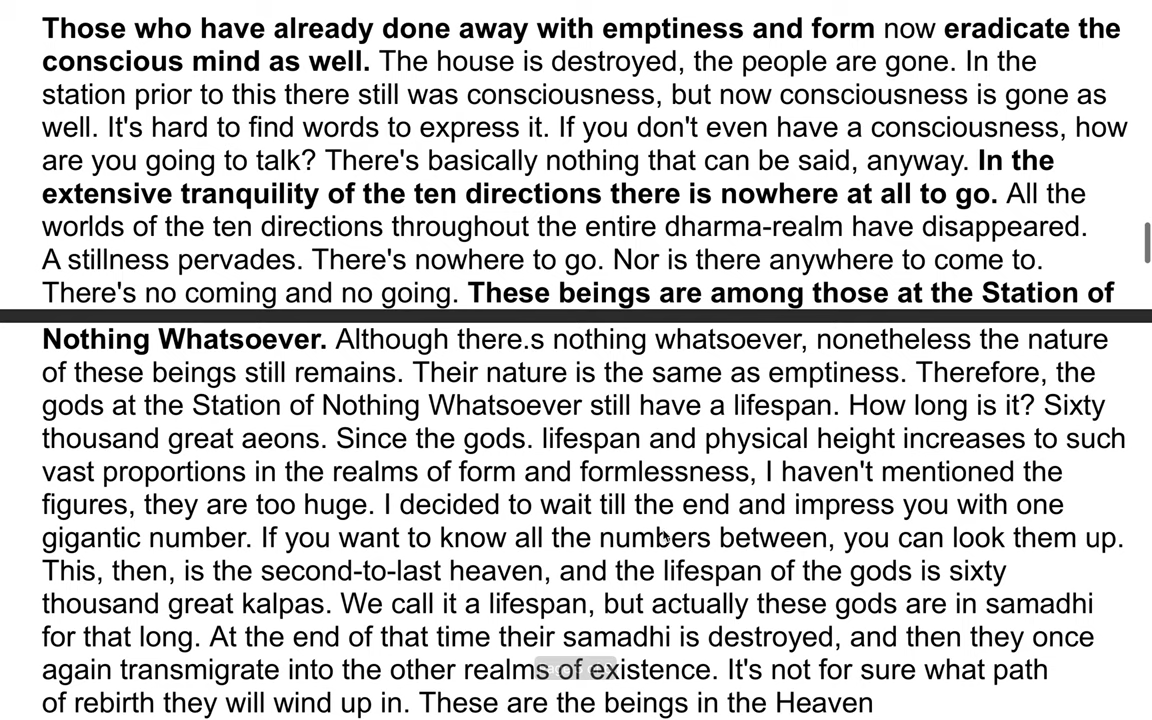 Those who have already done away with emptiness and form now eradicate the
conscious mind as well. The house is destroyed, the people are gone. In the
station prior to this there still was consciousness, but now consciousness is gone as
well. It's hard to find words to express it. If you don't even have a consciousness, how
are you going to talk? There's basically nothing that can be said, anyway. In the
extensive tranquility of the ten directions there is nowhere at all to go. All the
worlds of the ten directions throughout the entire dharma-realm have disappeared.
A stillness pervades. There's nowhere to go. Nor is there anywhere to come to.
There's no coming and no going. These beings are among those at the Station of
Nothing Whatsoever. Although there.s nothing whatsoever, nonetheless the nature
of these beings still remains. Their nature is the same as emptiness. Therefore, the
gods at the Station of Nothing Whatsoever still have a lifespan. How long is it? Sixty
thousand great aeons. Since the gods. lifespan and physical height increases to such
vast proportions in the realms of form and formlessness, I haven't mentioned the
figures, they are too huge. I decided to wait till the end and impress you with one
gigantic number. If you want to know all the numbers between, you can look them up.
This, then, is the second-to-last heaven, and the lifespan of the gods is sixty
thousand great kalpas. We call it a lifespan, but actually these gods are in samadhi
for that long. At the end of that time their samadhi is destroyed, and then they once
again transmigrate into the other realms of existence. It's not for sure what path
of rebirth they will wind up in. These are the beings in the Heaven